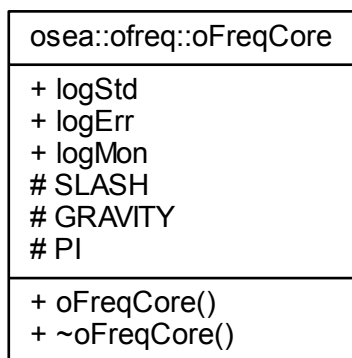 osea::ofreq::oFreqCore
+ logStd
+ logErr
+ logMon
# SLASH
# GRAVITY
# PI
+ oFreqCore()
+ ~oFreqCore()